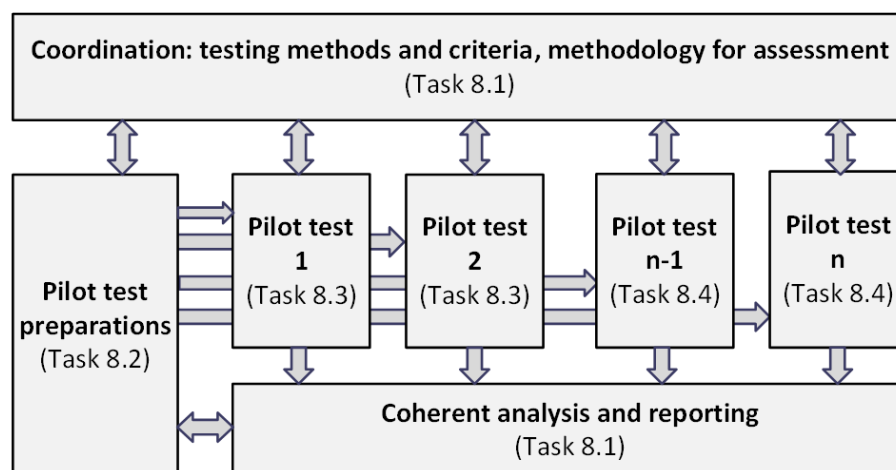 Coordination: testing methods and criteria, methodology for assessment
(Task 8.1)
Pilot test
preparations
(Task 8.2)
Pilot test
1
(Task 8.3)
Pilot test
2
(Task 8.3)
Pilot test
n-1
(Task 8.4)
Pilot test
n
(Task 8.4)
Coherent analysis and reporting
(Task 8.1)